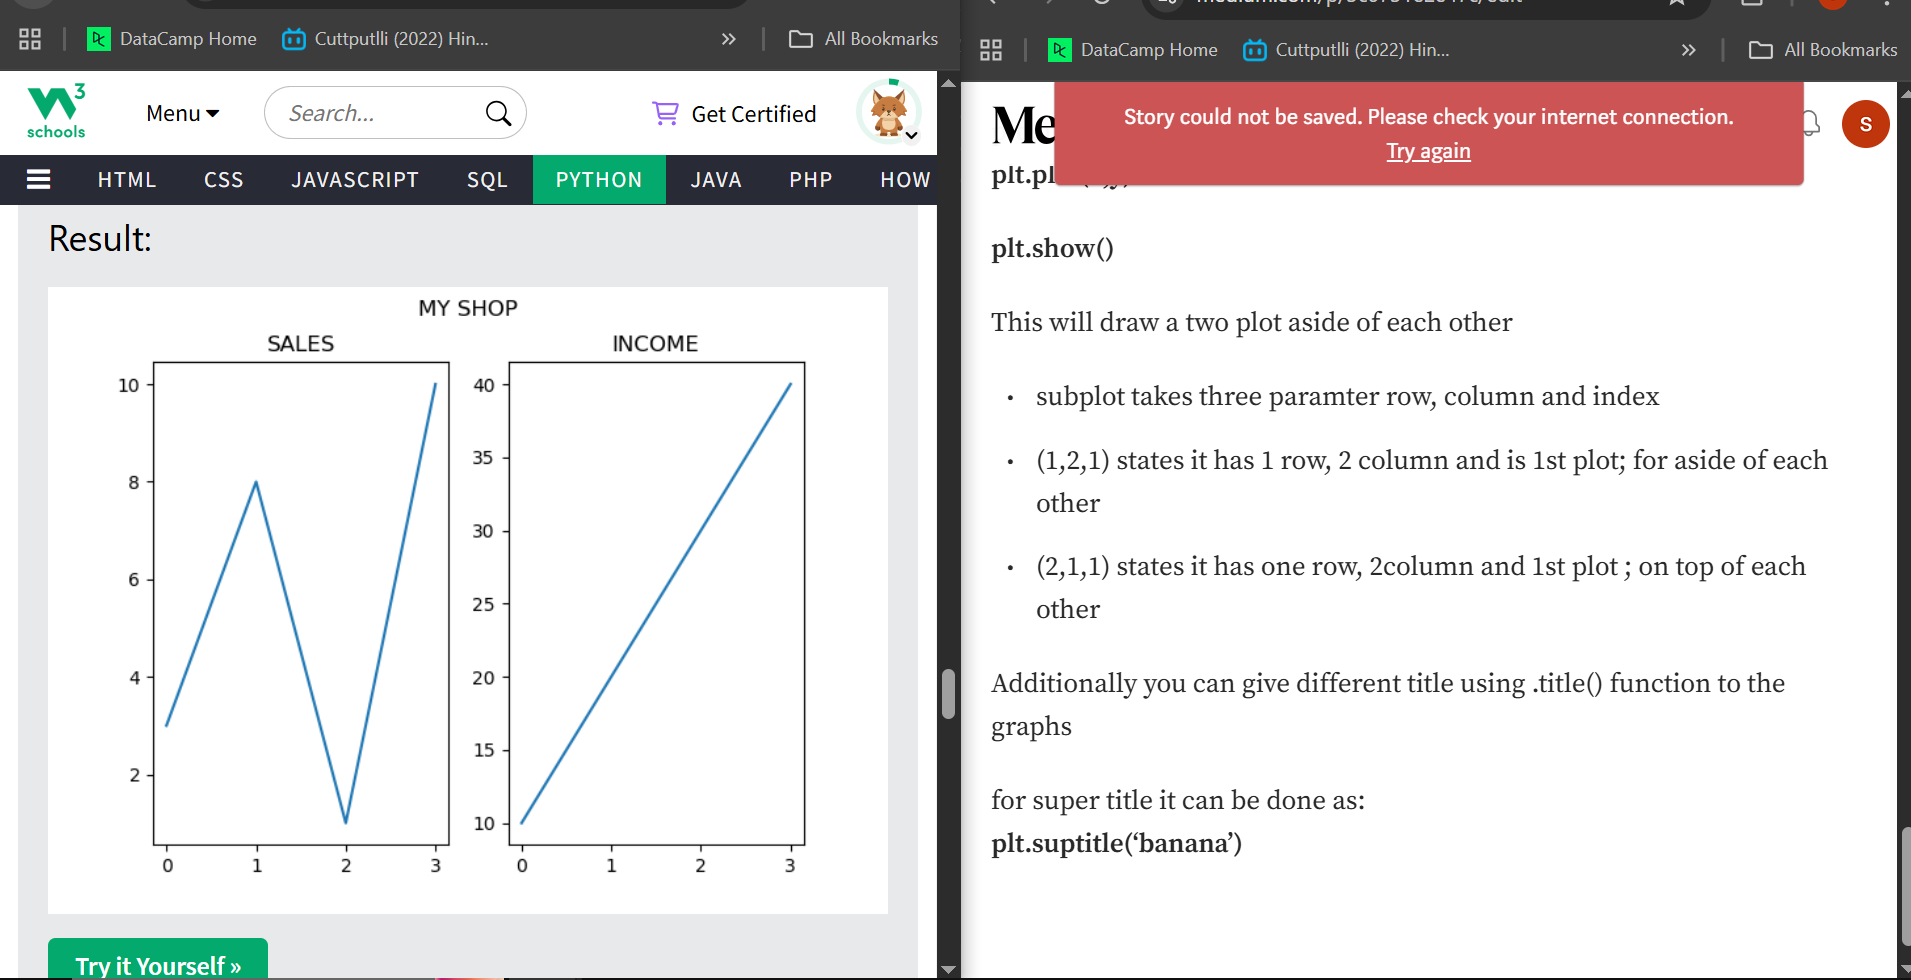 DataCamp Home
Cuttputlli (2022) Hin...
»
All Bookmarks
W3
schools
Menu
Search...
Get Certified
HTML CSS JAVASCRIPT SQL PYTHON JAVA PHP HOW
Result:
MY SHOP
SALES
10
8
6
4
2
0 1 2 3
INCOME
40
35
30
25
20
15
10
0 1 2 3
Try it Yourself »
DataCamp Home
Cuttputlli (2022) Hin...
»
All Bookmarks
Me
Story could not be saved. Please check your internet connection.
Try again
S
plt.pl
plt.show()
This will draw a two plot aside of each other
• subplot takes three paramter row, column and index
• (1,2,1) states it has 1 row, 2 column and is 1st plot; for aside of each
other
• (2,1,1) states it has one row, 2column and 1st plot ; on top of each
other
Additionally you can give different title using .title() function to the
graphs
for super title it can be done as:
plt.suptitle(‘banana’)